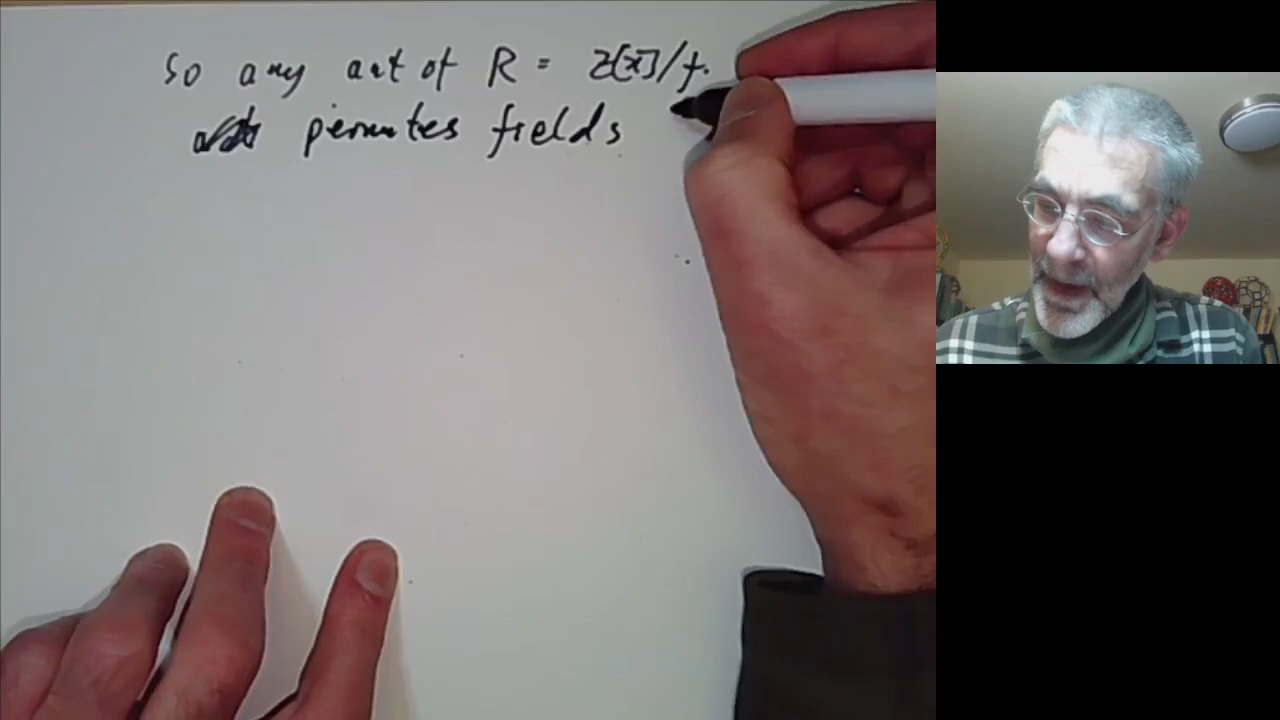 So any aut of R = Z[x]/f.
permutes fields